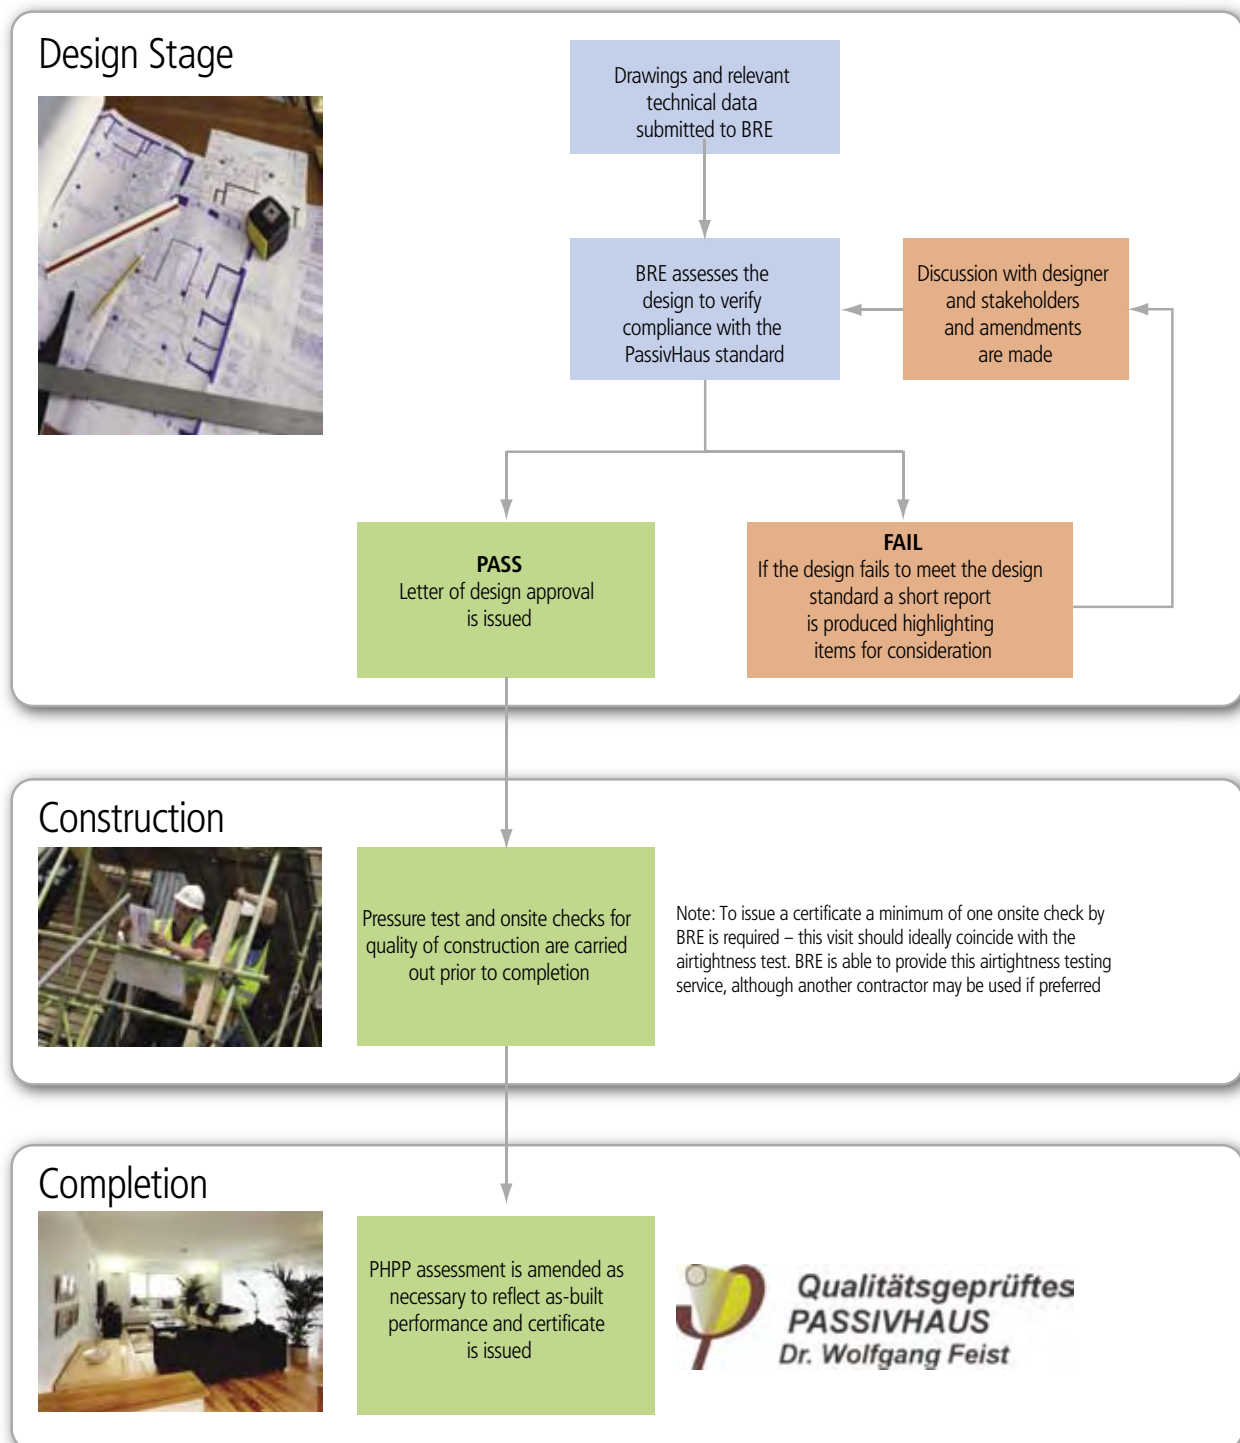 Design Stage
Drawings and relevant
technical data
submitted to BRE
BRE assesses the
design to verify
compliance with the
PassivHaus standard
Discussion with designer
and stakeholders
and amendments
are made
PASS
Letter of design approval
is issued
FAIL
If the design fails to meet the design
standard a short report
is produced highlighting
items for consideration
Construction
Pressure test and onsite checks for
quality of construction are carried
out prior to completion
Note: To issue a certificate a minimum of one onsite check by
BRE is required – this visit should ideally coincide with the
airtightness test. BRE is able to provide this airtightness testing
service, although another contractor may be used if preferred
Completion
PHPP assessment is amended as
necessary to reflect as-built
performance and certificate
is issued
Qualitätsgeprüftes
PASSIVHAUS
Dr. Wolfgang Feist